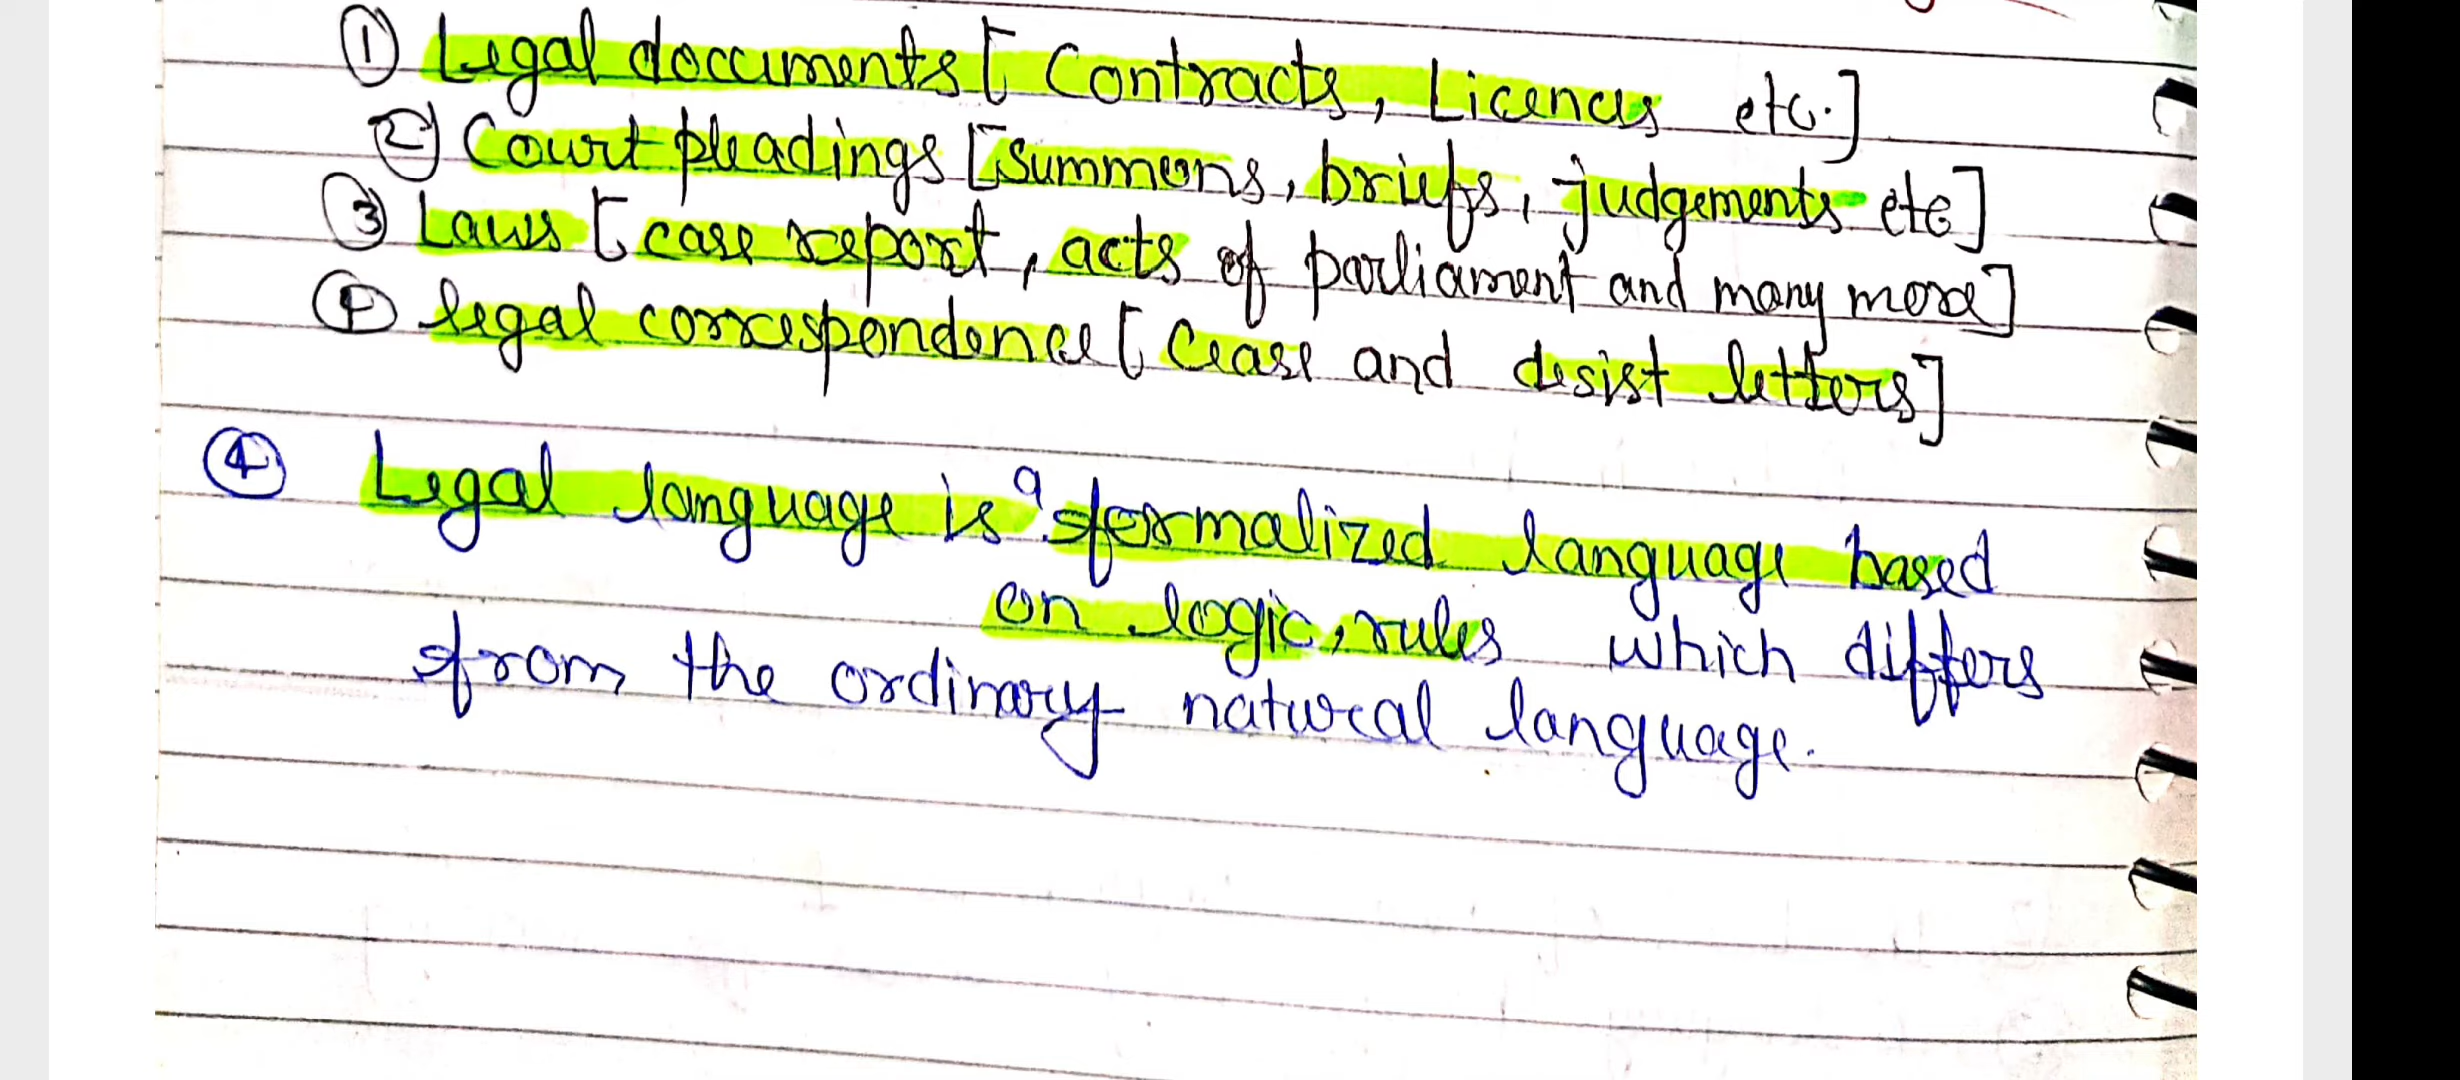 ① Legal documents [Contracts, Licences etc.]
② Court pleadings [summons, briefs, judgements etc]
③ Laws [case report, acts of parliament and many more]
④ legal correspondence [Cease and desist letters]
④ Legal language is a formalized language based
on logic, rules which differs
from the ordinary natural language.